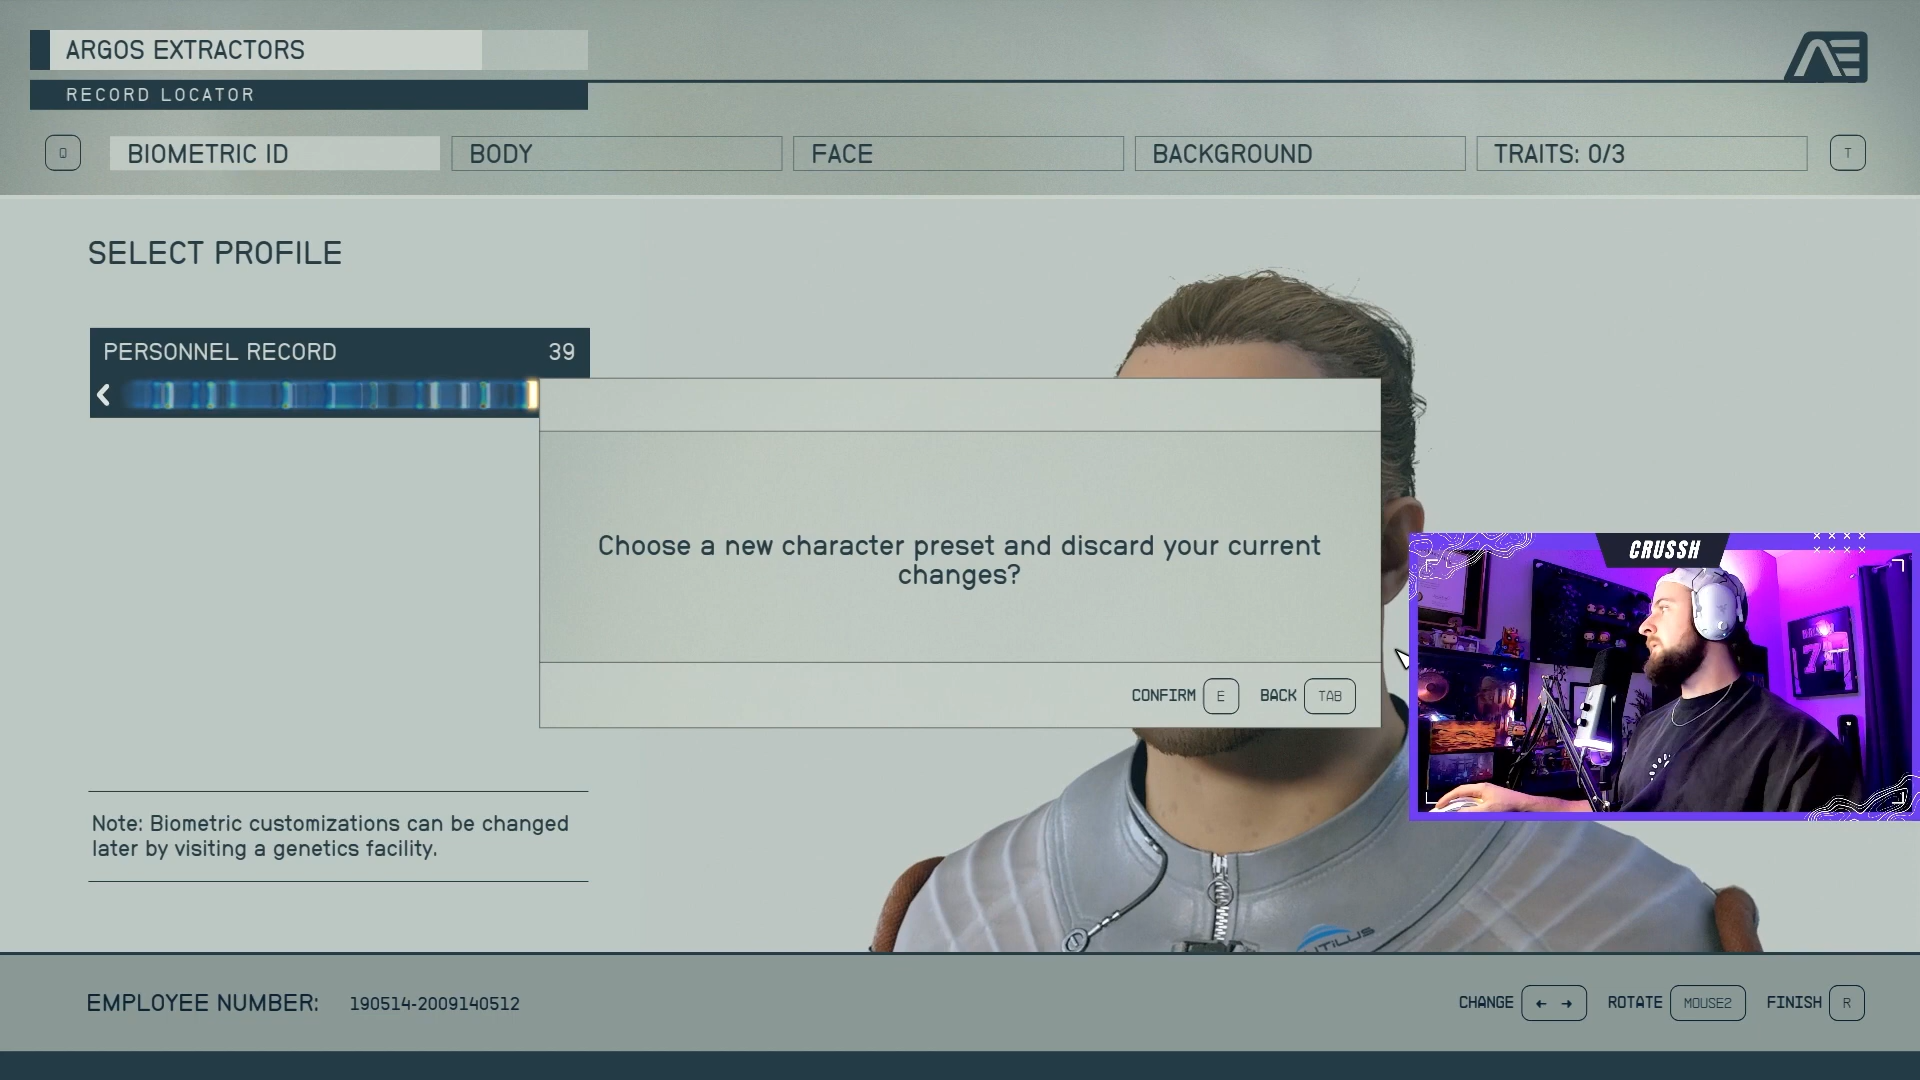 ARGOS EXTRACTORS
RECORD LOCATOR
AE
Q
BIOMETRIC ID
BODY
FACE
BACKGROUND
TRAITS: 0/3
T
SELECT PROFILE
PERSONNEL RECORD
39
Choose a new character preset and discard your current
changes?
CONFIRM E
BACK TAB
CRUSSH
71
Note: Biometric customizations can be changed
later by visiting a genetics facility.
EMPLOYEE NUMBER: 190514-2009140512
CHANGE ← →
ROTATE MOUSE2
FINISH R